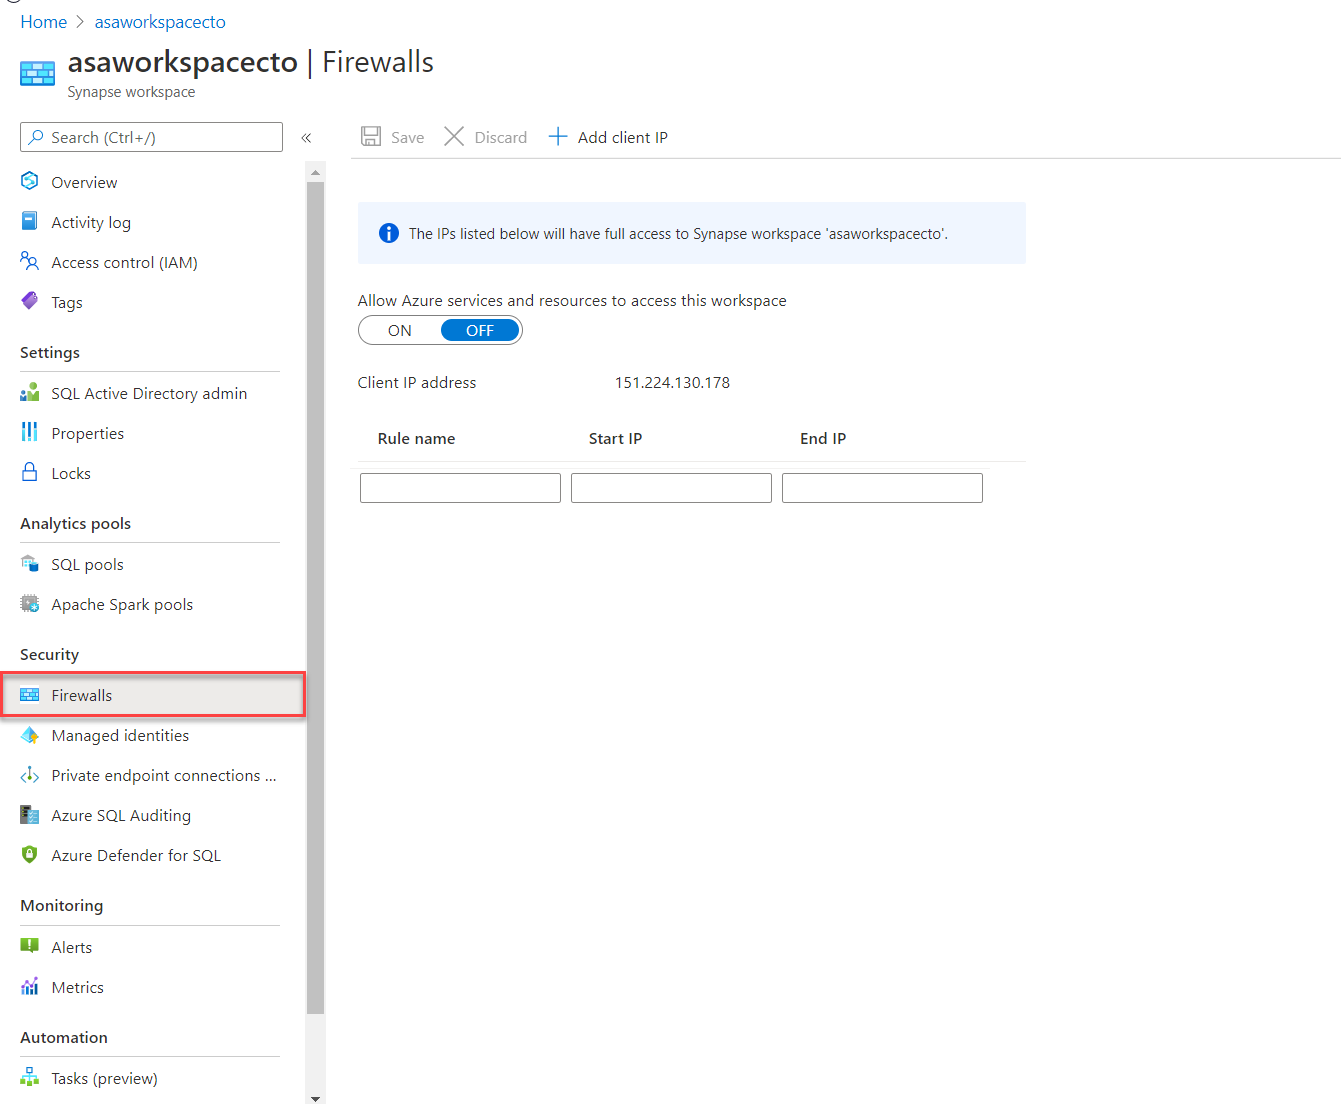 Home > asaworkspacecto
asaworkspacecto | Firewalls
Synapse workspace
Search (Ctrl+/)
«
Save
Discard
Add client IP
Overview
Activity log
Access control (IAM)
Tags
Settings
SQL Active Directory admin
Properties
Locks
Analytics pools
SQL pools
Apache Spark pools
Security
Firewalls
Managed identities
Private endpoint connections ...
Azure SQL Auditing
Azure Defender for SQL
Monitoring
Alerts
Metrics
Automation
Tasks (preview)
The IPs listed below will have full access to Synapse workspace 'asaworkspacecto'.
Allow Azure services and resources to access this workspace
ON OFF
Client IP address 151.224.130.178
Rule name Start IP End IP